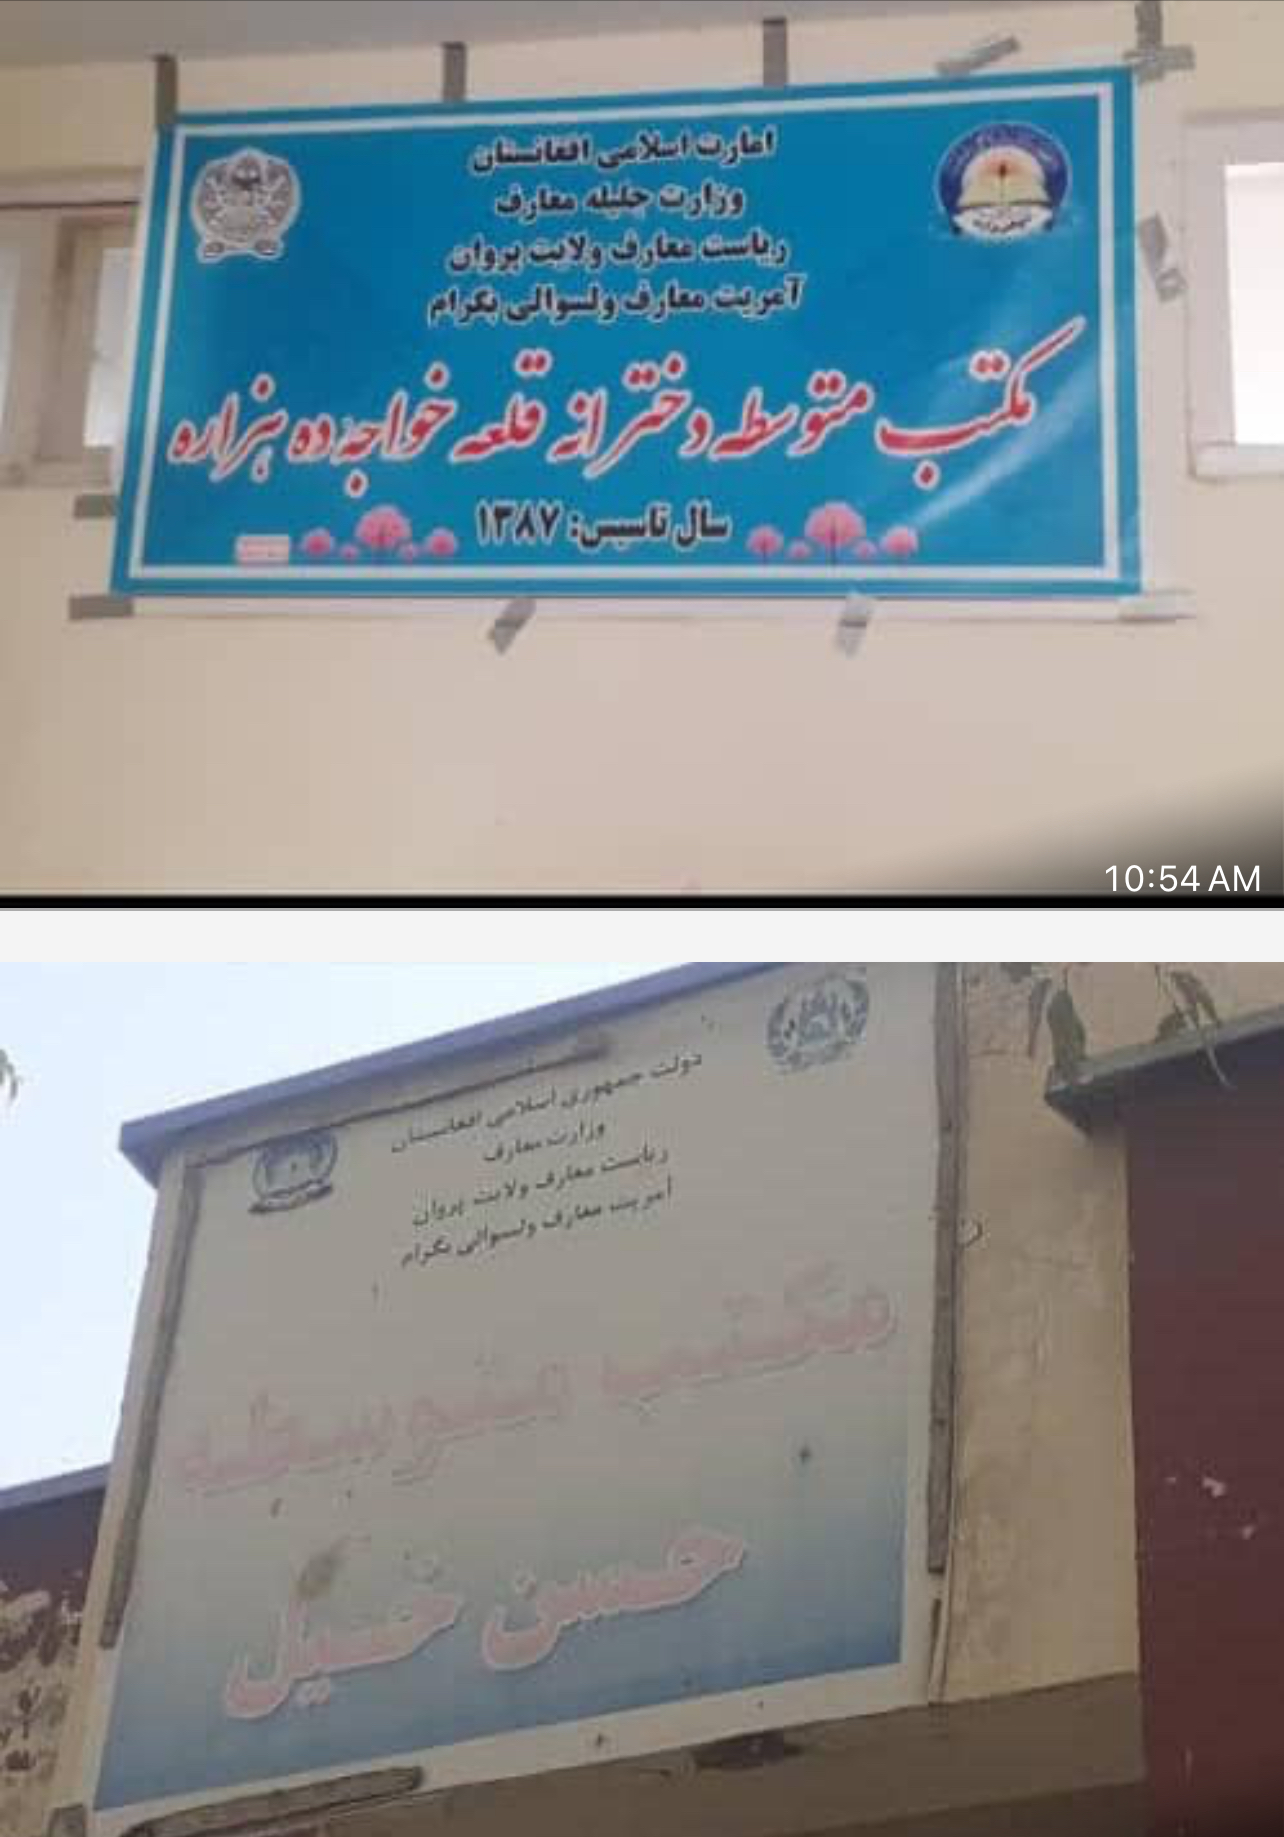 امارت اسلامی افغانستان
وزارت جلیله معارف
ریاست معارف ولایت پروان
آمریت معارف ولسوالی بگرام
مکتب متوسطه دخترانه قلعه خواجه ده هزاره
سال تاسیس: ۱۳۸۷
10:54 AM
دولت جمهوری اسلامی افغانستان
وزارت معارف
ریاست معارف ولایت پروان
آمریت معارف ولسوالی بگرام
مکتب متوسطه
حسن خیل